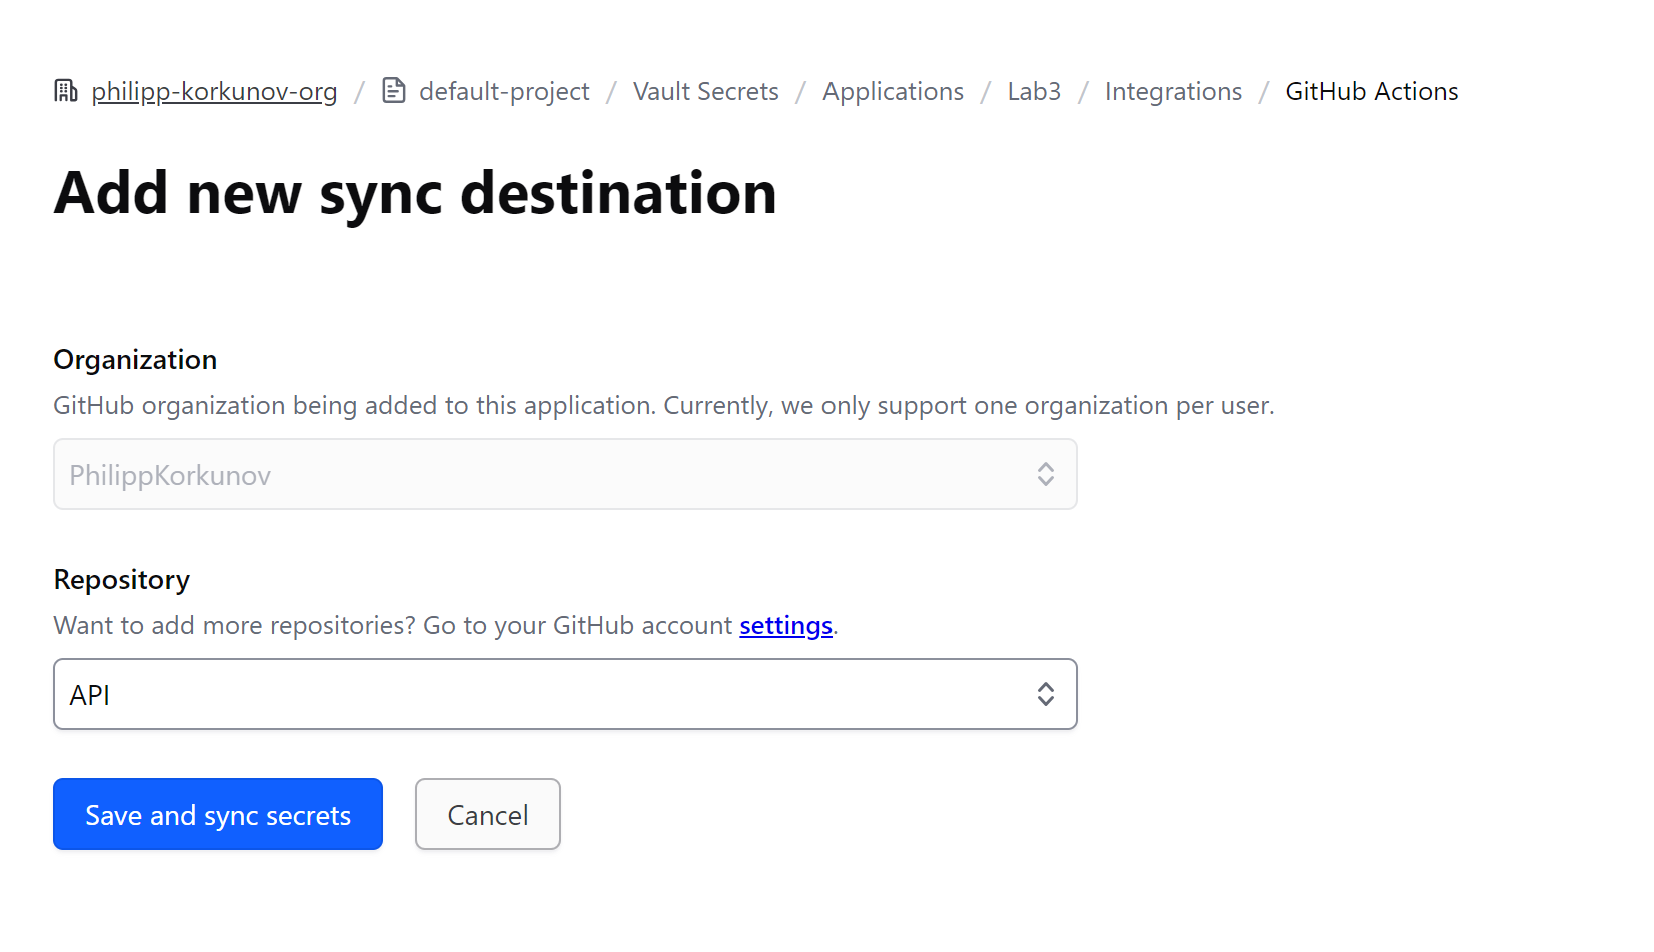 philipp-korkunov-org / default-project / Vault Secrets / Applications / Lab3 / Integrations / GitHub Actions
Add new sync destination
Organization
GitHub organization being added to this application. Currently, we only support one organization per user.
PhilippKorkunov
Repository
Want to add more repositories? Go to your GitHub account settings.
API
Save and sync secrets Cancel